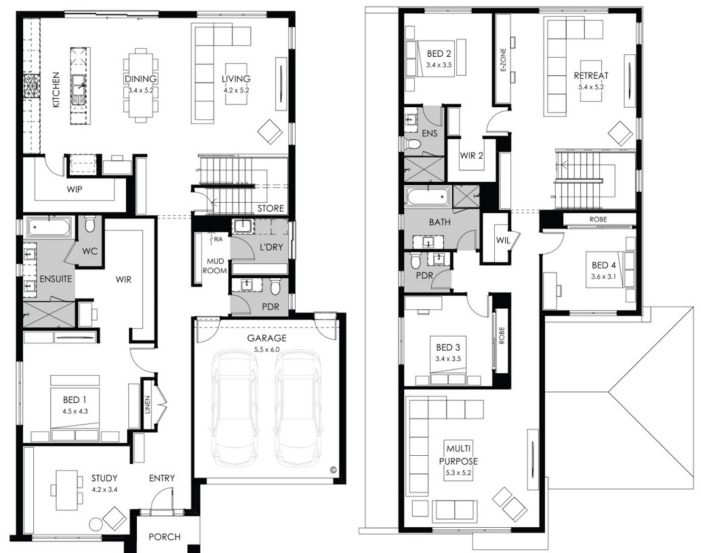 KITCHEN
DINING
3.4 x 5.2
LIVING
4.2 x 5.2
WIP
STORE
WC
ENSUITE
WIR
R/A
L'DRY
MUD
ROOM
PDR
GARAGE
5.5 x 6.0
BED 1
4.5 x 4.3
LINEN
STUDY
4.2 x 3.4
ENTRY
PORCH
©
BED 2
3.4 x 3.5
E-ZONE
RETREAT
5.4 x 5.2
ENS
WIR 2
BATH
WIL
ROBE
BED 4
3.6 x 3.1
PDR
BED 3
3.4 x 3.5
ROBE
MULTI
PURPOSE
5.3 x 5.2